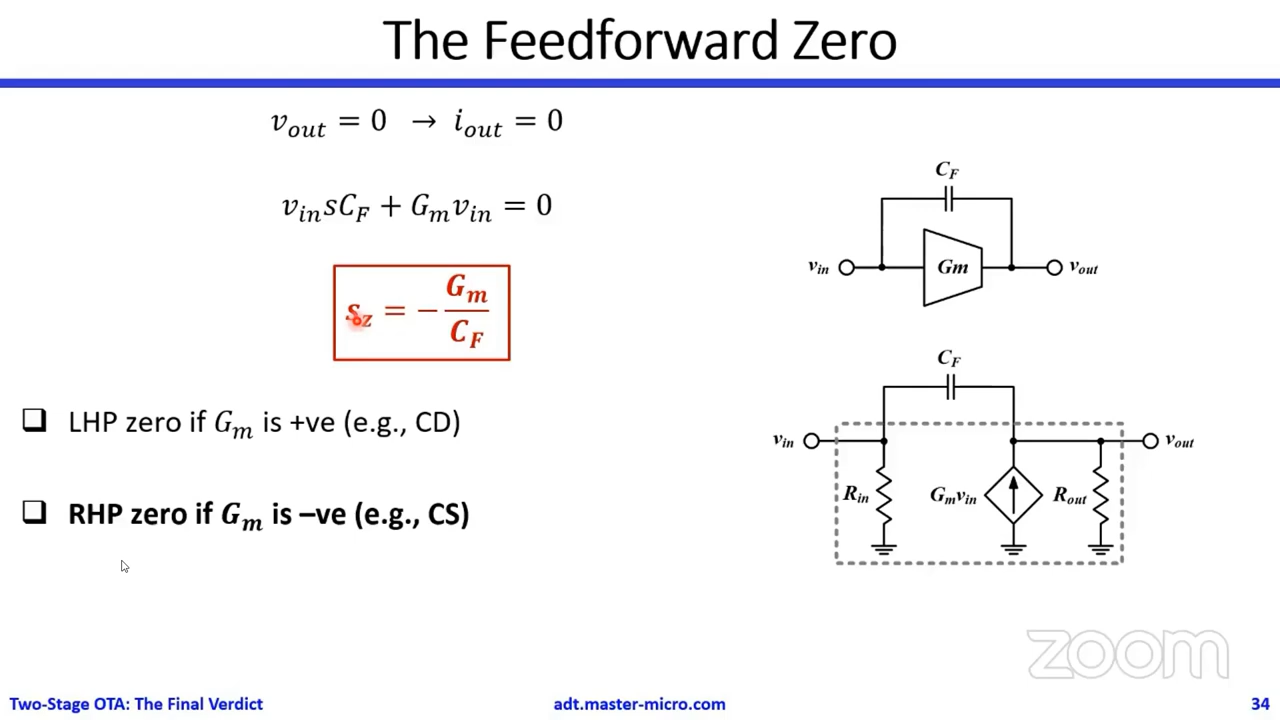 The Feedforward Zero
v_out = 0 → i_out = 0
v_in sC_F + G_m v_in = 0
s_z = − G_m / C_F
❑ LHP zero if G_m is +ve (e.g., CD)
❑ RHP zero if G_m is –ve (e.g., CS)
C_F
v_in
Gm
v_out
C_F
v_in
v_out
R_in
G_m v_in
R_out
zoom
Two-Stage OTA: The Final Verdict
adt.master-micro.com
34